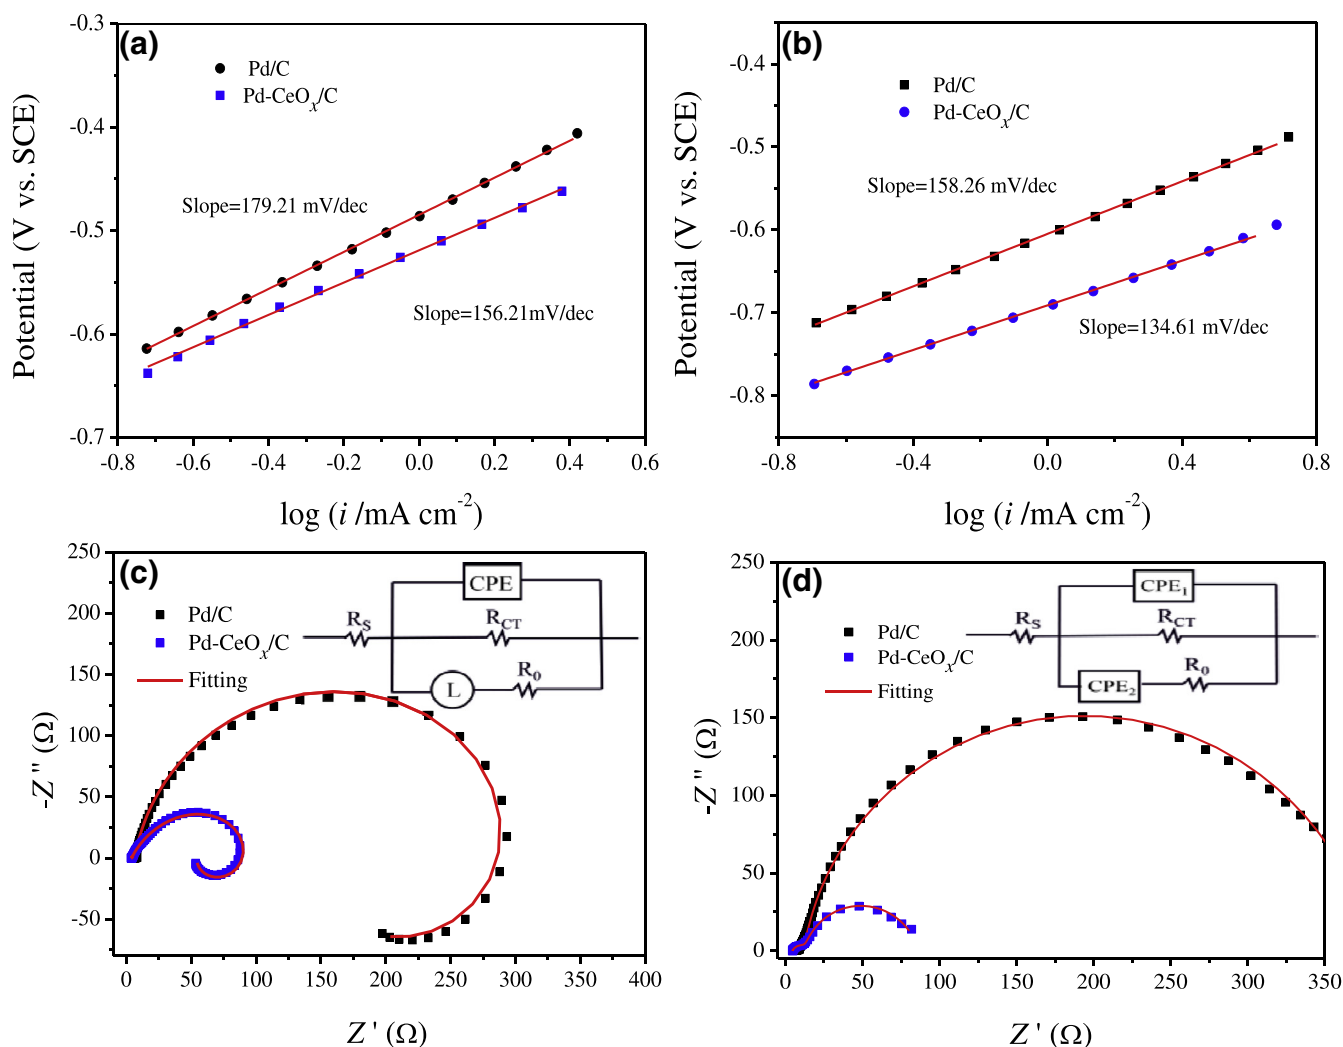 (a)
Pd/C
Pd-CeOₓ/C
Slope=179.21 mV/dec
Slope=156.21mV/dec
-0.3
-0.4
-0.5
-0.6
-0.7
-0.8 -0.6 -0.4 -0.2 0.0 0.2 0.4 0.6
Potential (V vs. SCE)
log (i /mA cm⁻²)
(b)
Pd/C
Pd-CeOₓ/C
Slope=158.26 mV/dec
Slope=134.61 mV/dec
-0.4
-0.5
-0.6
-0.7
-0.8
-0.8 -0.4 0.0 0.4 0.8
Potential (V vs. SCE)
log (i /mA cm⁻²)
(c)
Pd/C
Pd-CeOₓ/C
Fitting
CPE
R_S
R_CT
L
R_0
250
200
150
100
50
0
-50
0 50 100 150 200 250 300 350 400
-Z'' (Ω)
Z' (Ω)
(d)
Pd/C
Pd-CeOₓ/C
Fitting
CPE₁
R_S
R_CT
CPE₂
R_0
250
200
150
100
50
0
0 50 100 150 200 250 300 350
-Z'' (Ω)
Z' (Ω)